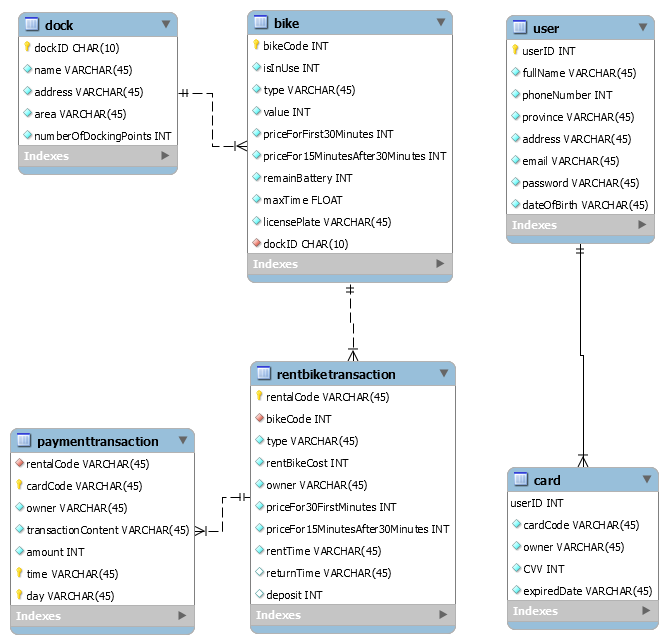 dock
dockID CHAR(10)
name VARCHAR(45)
address VARCHAR(45)
area VARCHAR(45)
numberOfDockingPoints INT
Indexes
bike
bikeCode INT
isInUse INT
type VARCHAR(45)
value INT
priceForFirst30Minutes INT
priceFor15MinutesAfter30Minutes INT
remainBattery INT
maxTime FLOAT
licensePlate VARCHAR(45)
dockID CHAR(10)
Indexes
user
userID INT
fullName VARCHAR(45)
phoneNumber INT
province VARCHAR(45)
address VARCHAR(45)
email VARCHAR(45)
password VARCHAR(45)
dateOfBirth VARCHAR(45)
Indexes
paymenttransaction
rentalCode VARCHAR(45)
cardCode VARCHAR(45)
owner VARCHAR(45)
transactionContent VARCHAR(45)
amount INT
time VARCHAR(45)
day VARCHAR(45)
Indexes
rentbiketransaction
rentalCode VARCHAR(45)
bikeCode INT
type VARCHAR(45)
rentBikeCost INT
owner VARCHAR(45)
priceFor30FirstMinutes INT
priceFor15MinutesAfter30Minutes INT
rentTime VARCHAR(45)
returnTime VARCHAR(45)
deposit INT
Indexes
card
userID INT
cardCode VARCHAR(45)
owner VARCHAR(45)
CVV INT
expiredDate VARCHAR(45)
Indexes